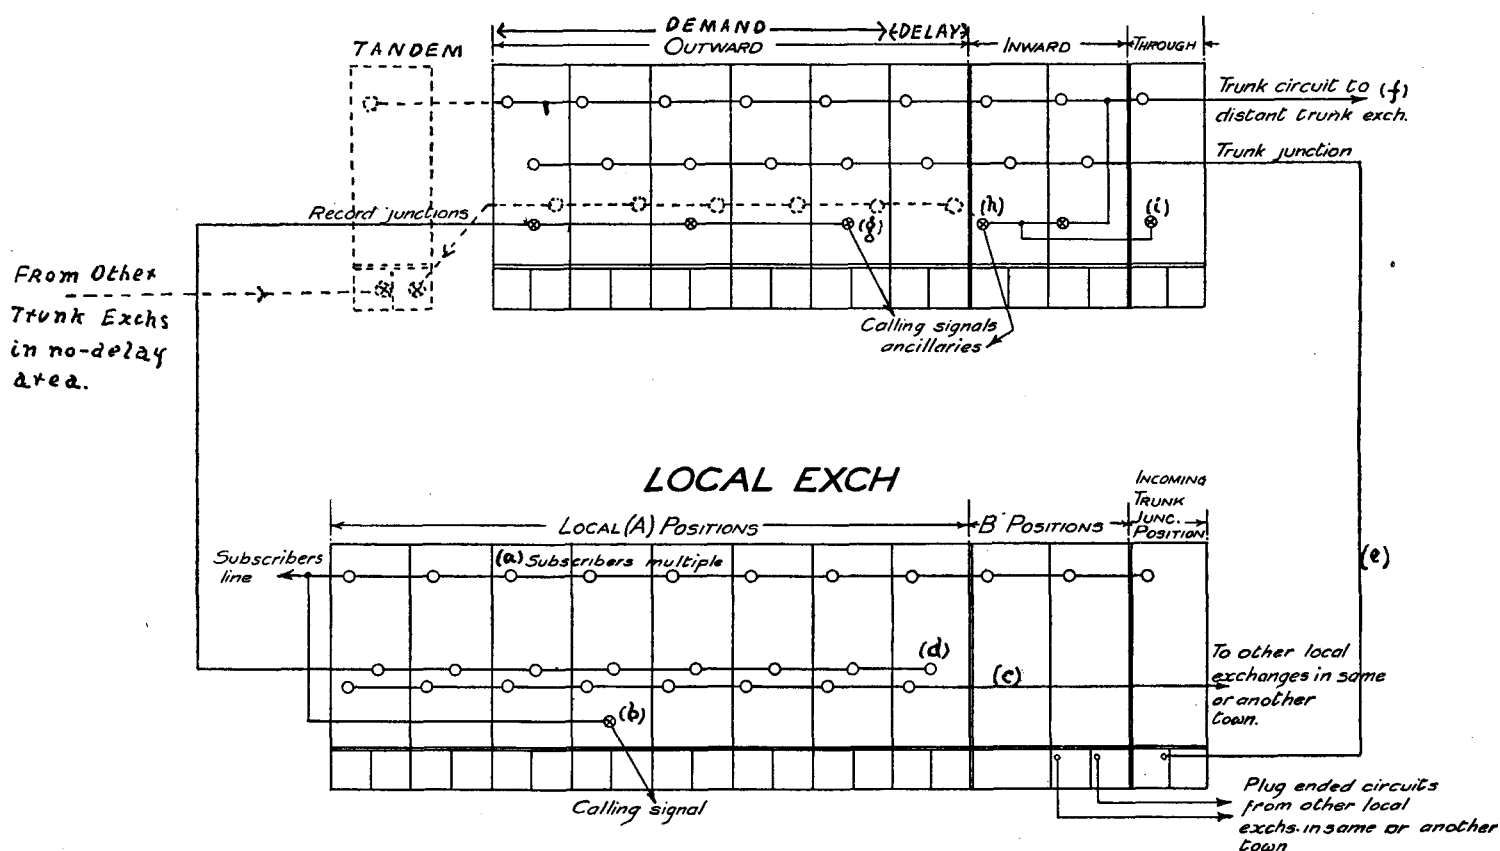 DEMAND
(DELAY)
TANDEM
OUTWARD
INWARD
THROUGH
Trunk circuit to (f)
distant trunk exch.
Trunk junction
Record junctions
(g)
(h)
(i)
From Other
Trunk Exchs
in no-delay
area.
Calling signals
ancillaries
LOCAL EXCH
INCOMING
TRUNK
JUNC.
POSITION
LOCAL (A) POSITIONS
B POSITIONS
Subscribers
line
(a) Subscribers multiple
(e)
(d)
(c)
(b)
To other local
exchanges in same
or another
town.
Calling signal
Plug ended circuits
from other local
exchs. in same or another
town